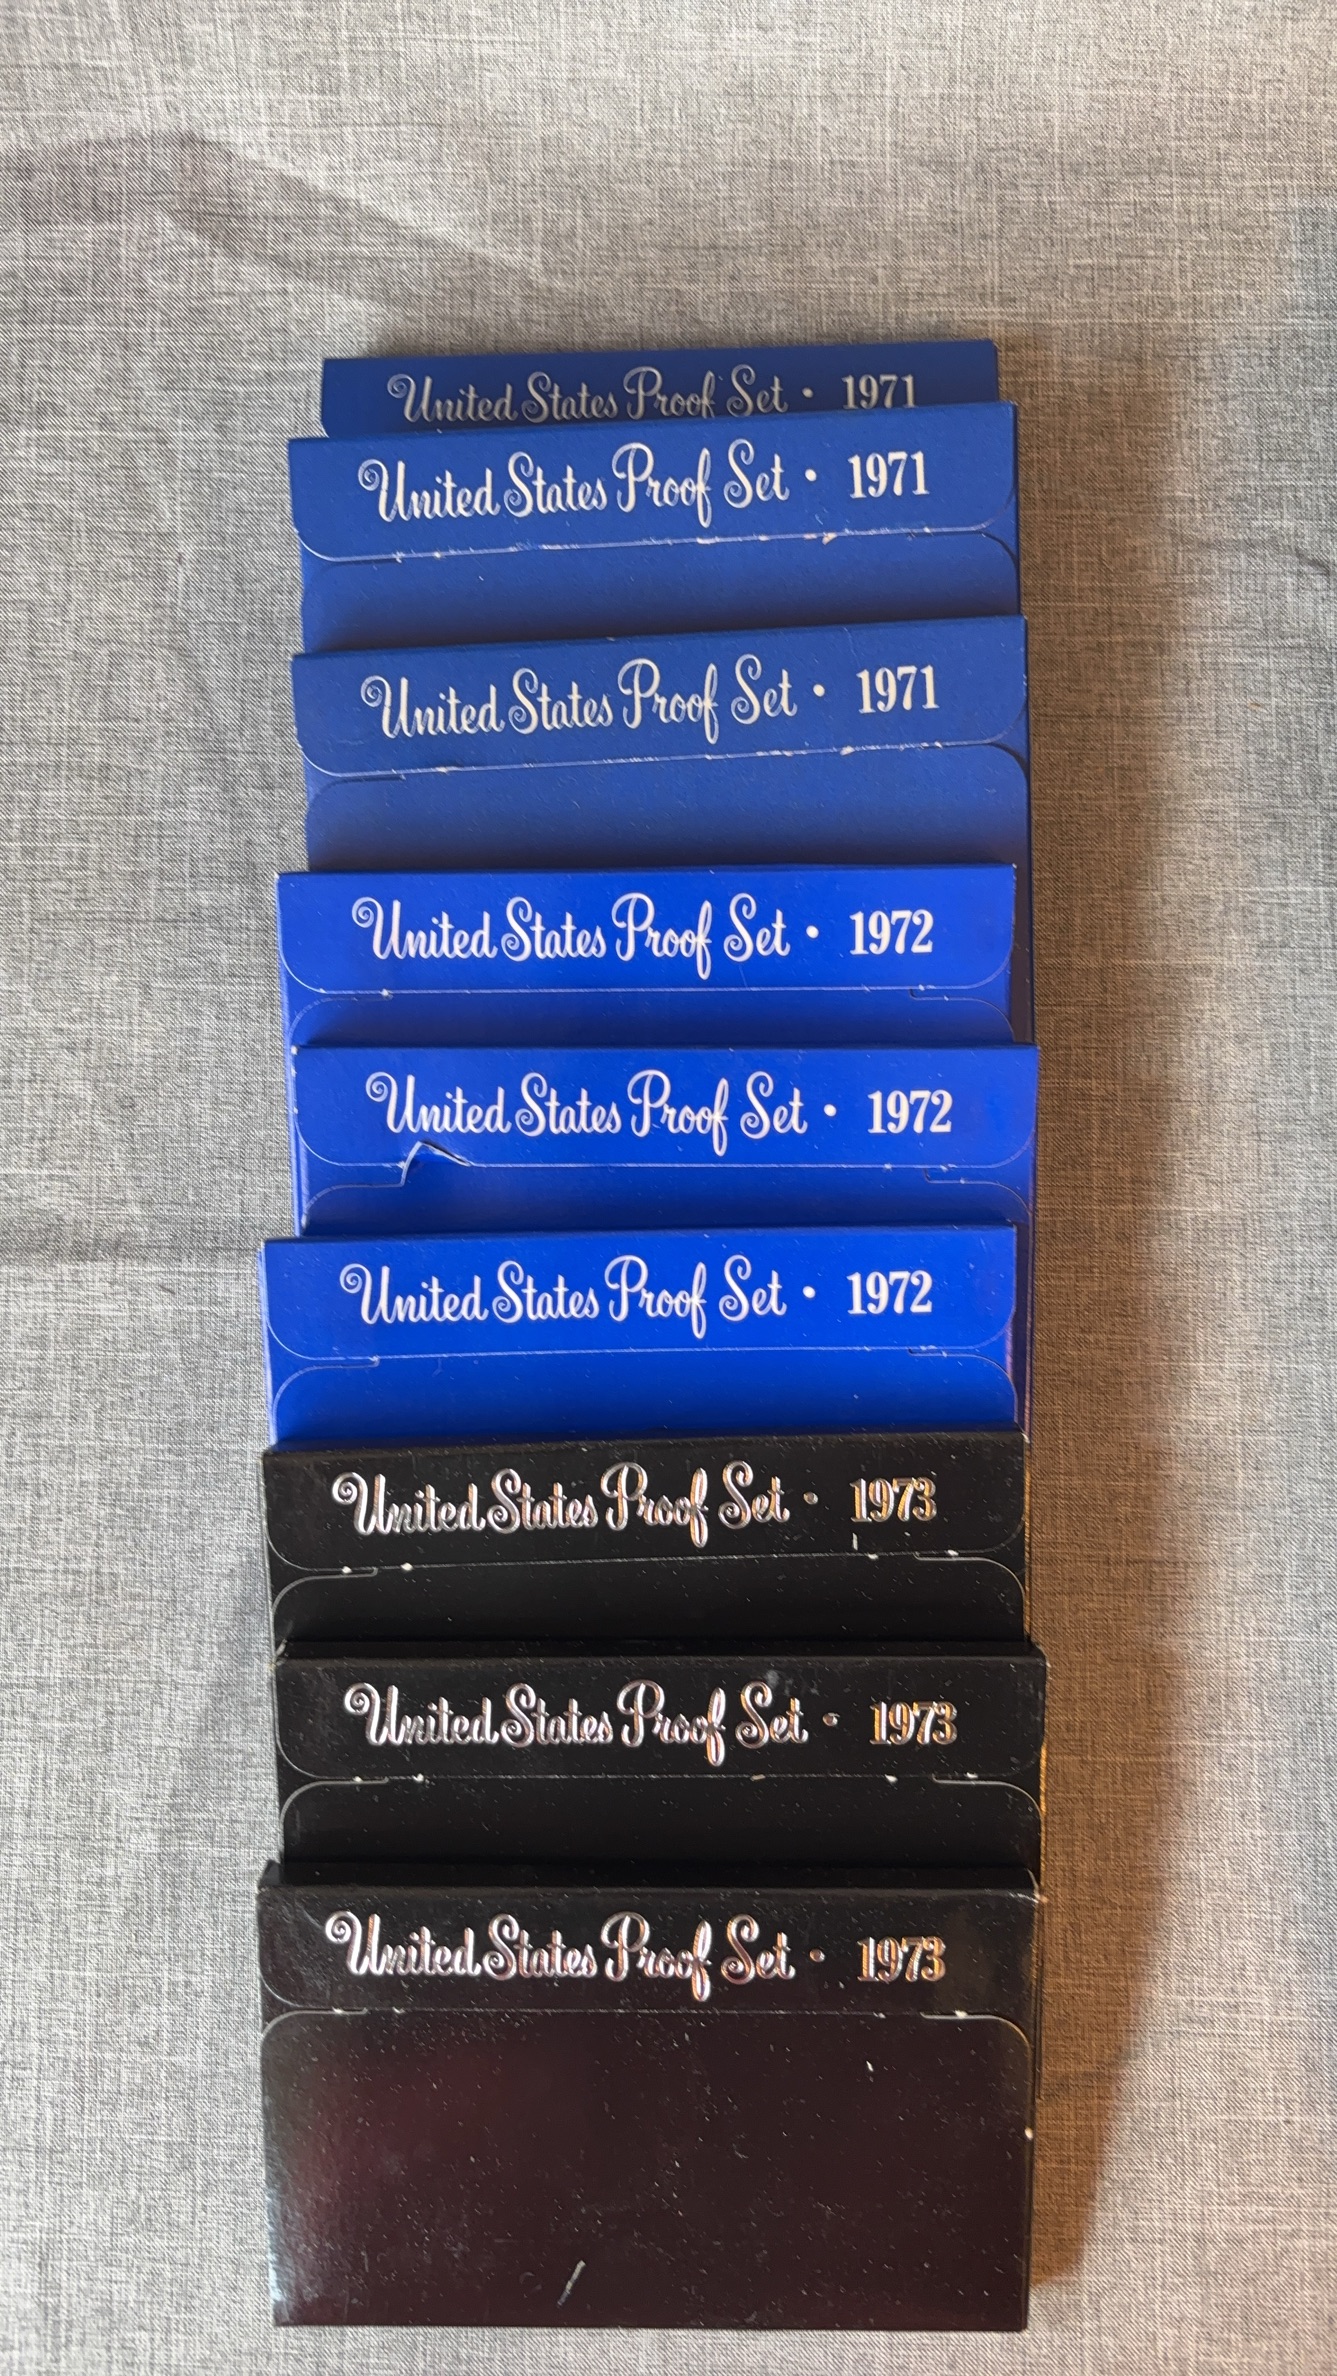 United States Proof Set • 1971
United States Proof Set • 1971
United States Proof Set • 1971
United States Proof Set • 1972
United States Proof Set • 1972
United States Proof Set • 1972
United States Proof Set • 1973
United States Proof Set • 1973
United States Proof Set • 1973